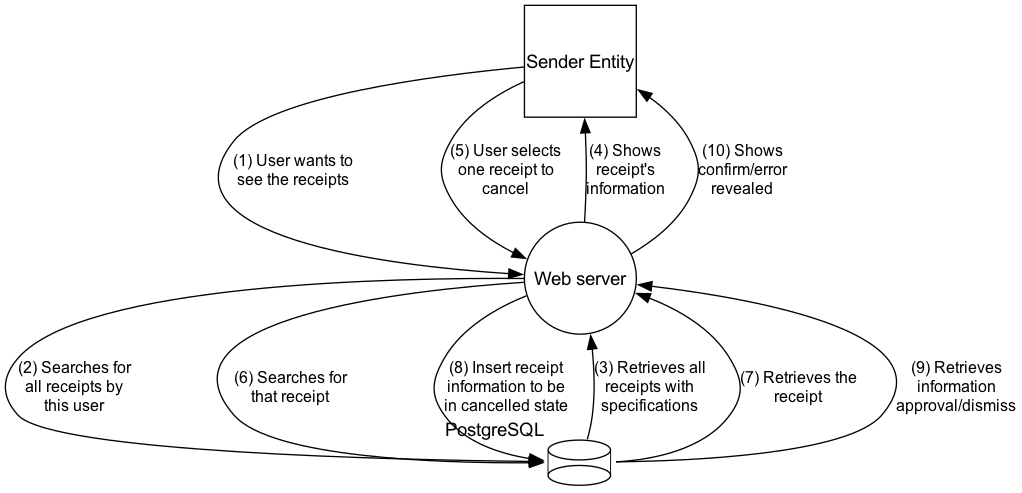 Sender Entity
(1) User wants to
see the receipts
(5) User selects
one receipt to
cancel
(4) Shows
receipt's
information
(10) Shows
confirm/error
revealed
Web server
(2) Searches for
all receipts by
this user
(6) Searches for
that receipt
(8) Insert receipt
information to be
in cancelled state
(3) Retrieves all
receipts with
specifications
(7) Retrieves the
receipt
(9) Retrieves
information
approval/dismiss
PostgreSQL